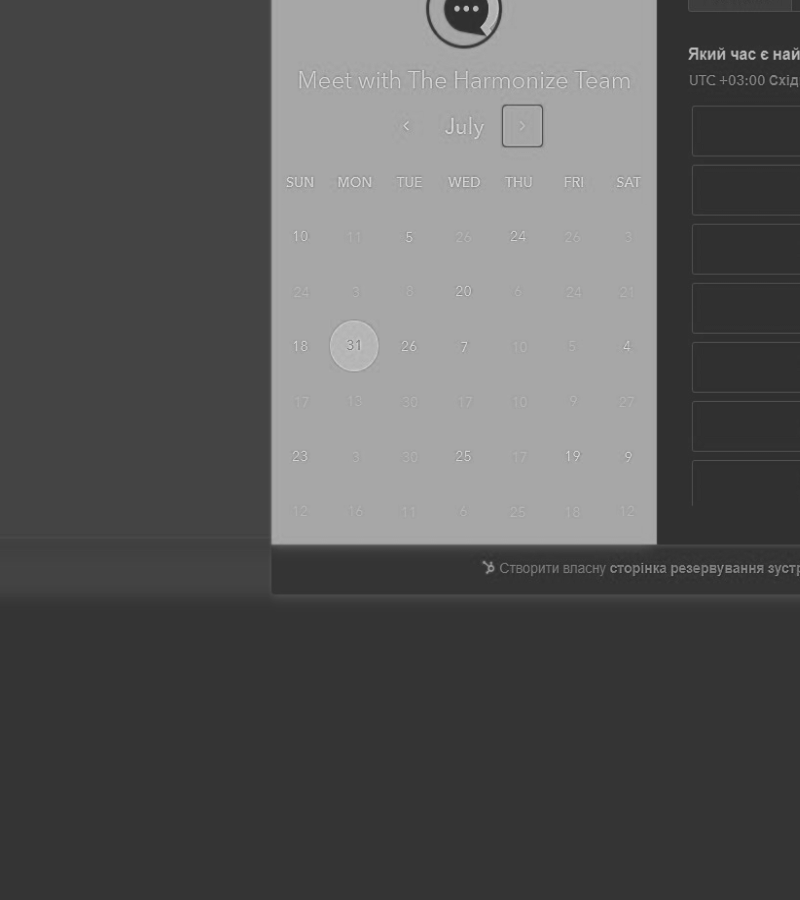 Meet with The Harmonize Team
Який час є най
July
UTC +03:00 Схід
SUN MON TUE WED THU FRI SAT
10 11 5 26 24 26 3
24 3 8 20 6 24 21
18 31 26 7 10 5 4
17 13 30 17 10 9 27
23 3 30 25 17 19 9
12 16 11 6 25 18 12
Створити власну сторінка резервування зустр